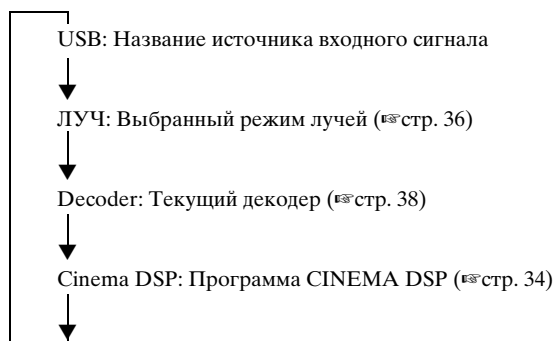 USB: Название источника входного сигнала
ЛУЧ: Выбранный режим лучей (☞стр. 36)
Decoder: Текущий декодер (☞стр. 38)
Cinema DSP: Программа CINEMA DSP (☞стр. 34)